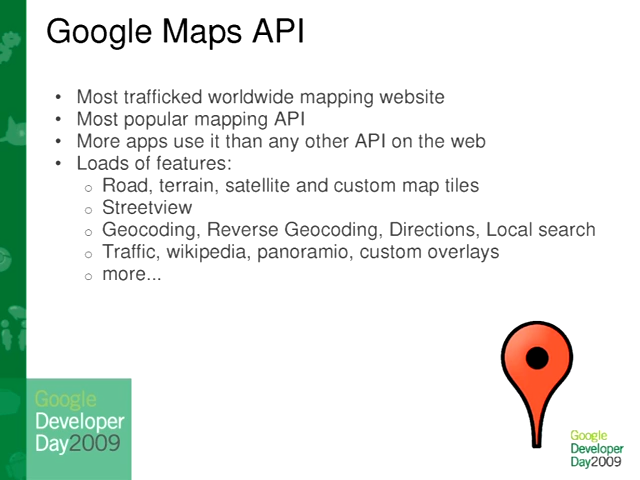 Google Maps API
• Most trafficked worldwide mapping website
• Most popular mapping API
• More apps use it than any other API on the web
• Loads of features:
o Road, terrain, satellite and custom map tiles
o Streetview
o Geocoding, Reverse Geocoding, Directions, Local search
o Traffic, wikipedia, panoramio, custom overlays
o more...
Google
Developer
Day2009
Google
Developer
Day2009